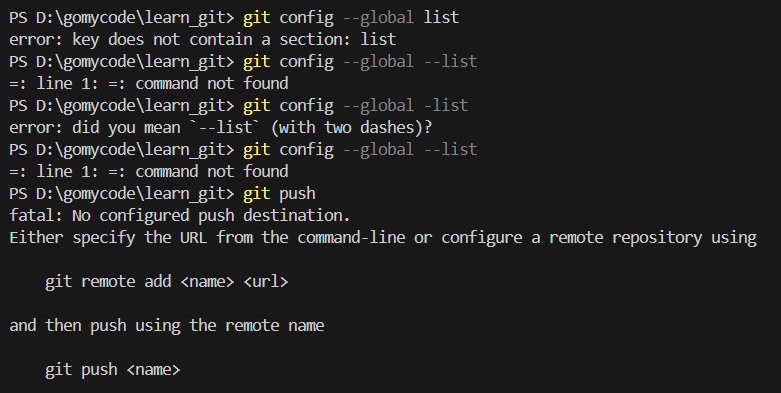 PS D:\gomycode\learn_git> git config --global list
error: key does not contain a section: list
PS D:\gomycode\learn_git> git config --global --list
=: line 1: =: command not found
PS D:\gomycode\learn_git> git config --global -list
error: did you mean `--list` (with two dashes)?
PS D:\gomycode\learn_git> git config --global --list
=: line 1: =: command not found
PS D:\gomycode\learn_git> git push
fatal: No configured push destination.
Either specify the URL from the command-line or configure a remote repository using
git remote add <name> <url>
and then push using the remote name
git push <name>